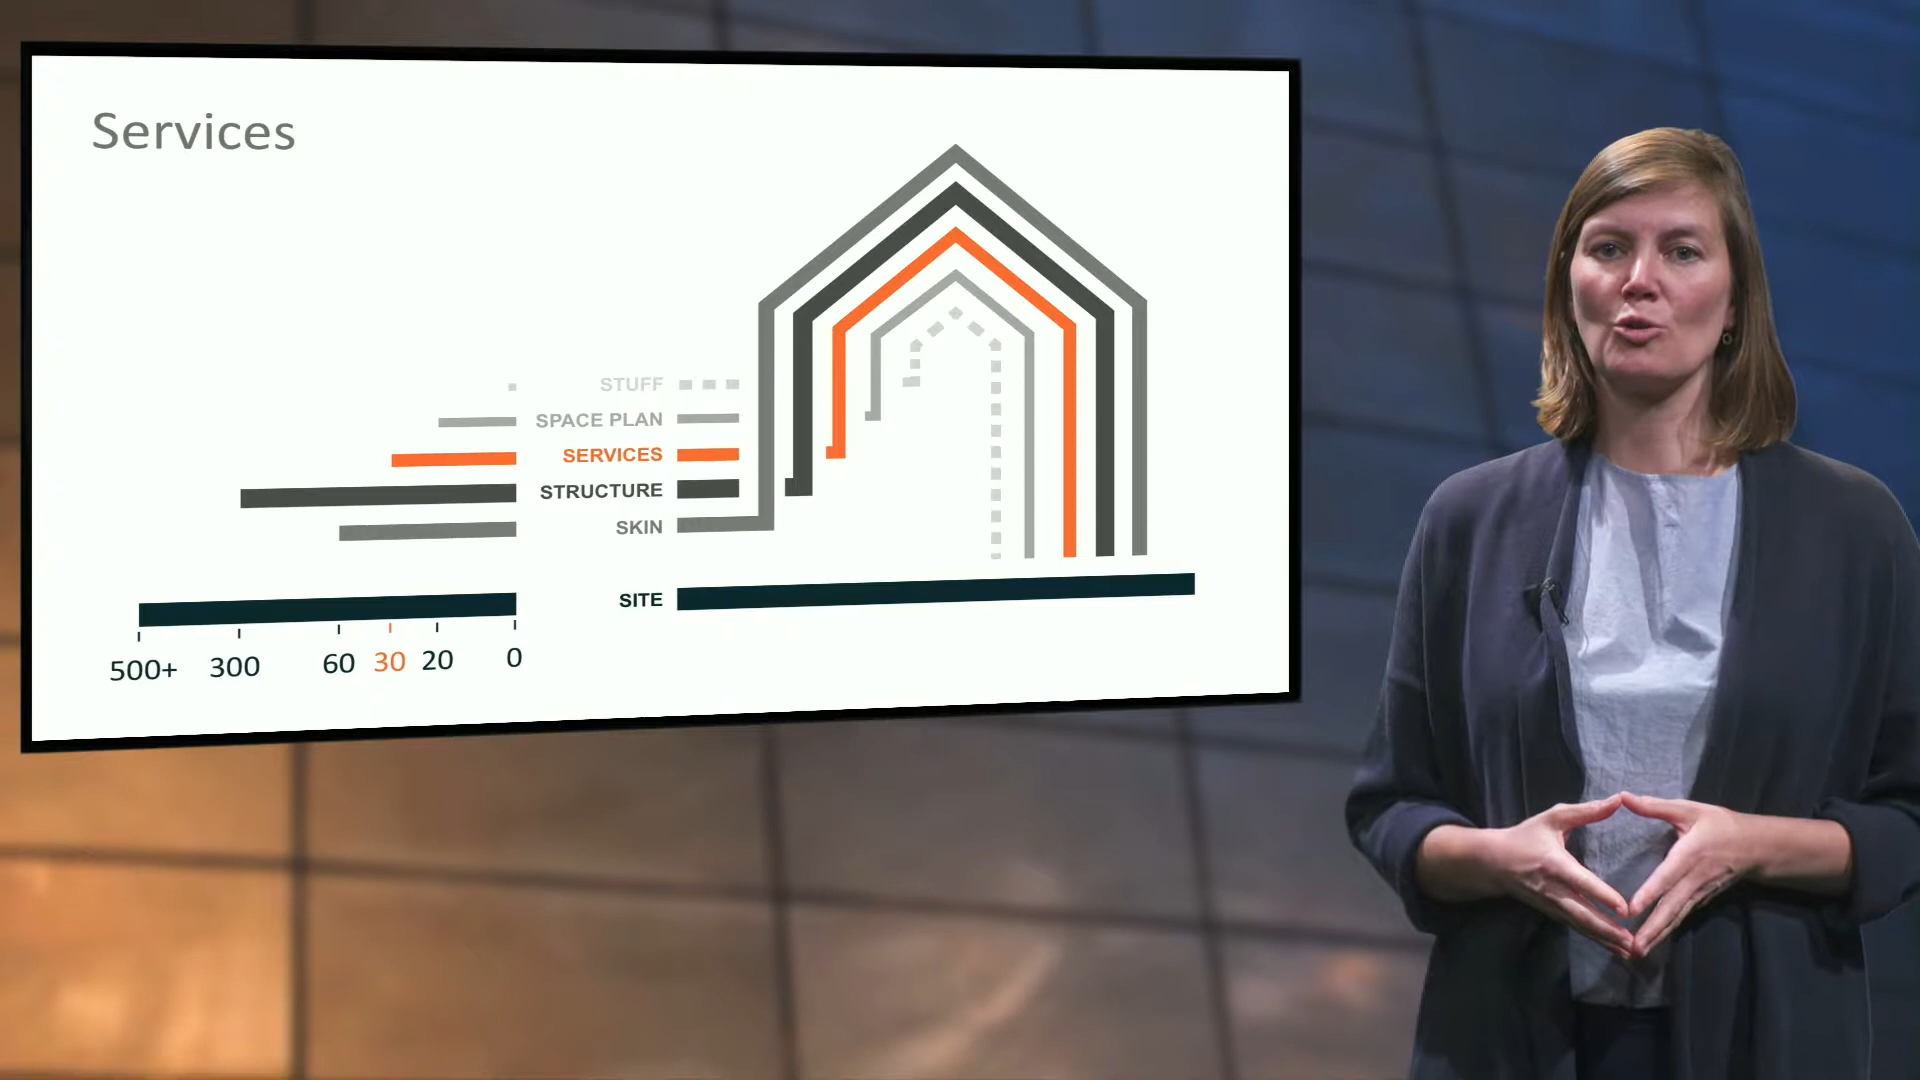 Services
STUFF
SPACE PLAN
SERVICES
STRUCTURE
SKIN
SITE
500+ 300 60 30 20 0